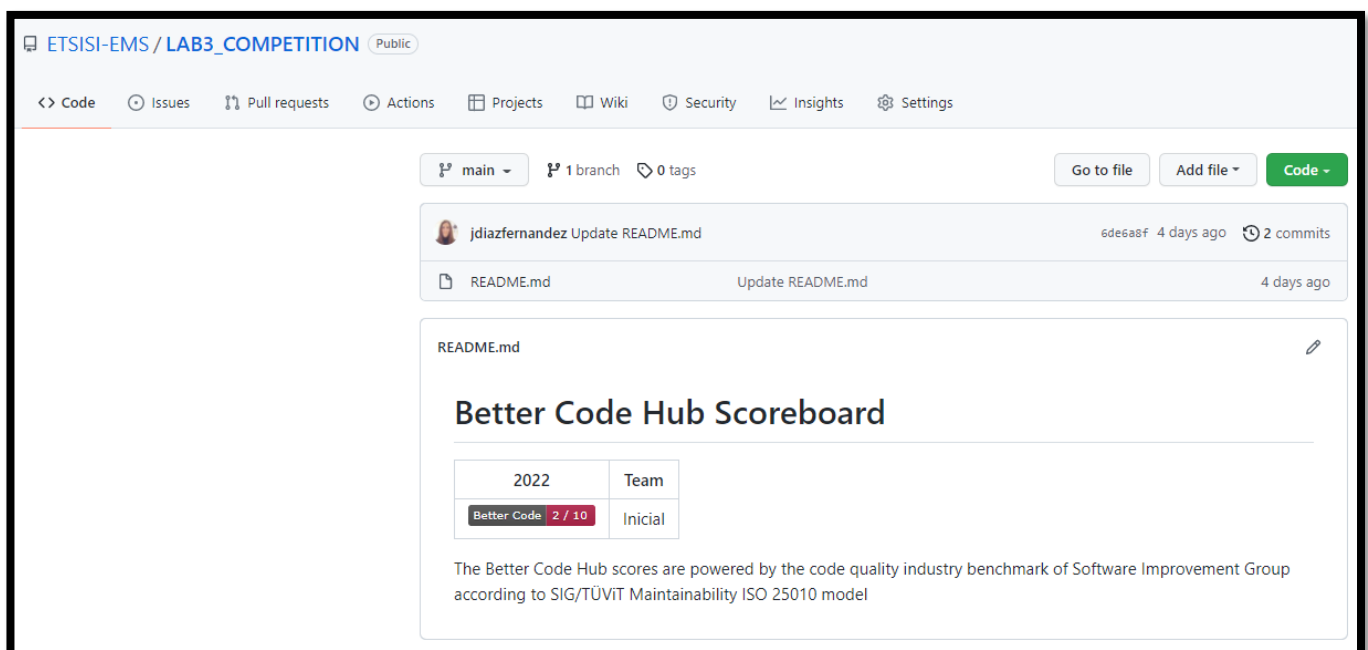 ETSISI-EMS / LAB3_COMPETITION Public
<> Code Issues Pull requests Actions Projects Wiki Security Insights Settings
main 1 branch 0 tags Go to file Add file Code
jdiazfernandez Update README.md 6de6a8f 4 days ago 2 commits
README.md Update README.md 4 days ago
README.md
Better Code Hub Scoreboard
2022 Team
Better Code 2 / 10 Inicial
The Better Code Hub scores are powered by the code quality industry benchmark of Software Improvement Group
according to SIG/TÜViT Maintainability ISO 25010 model